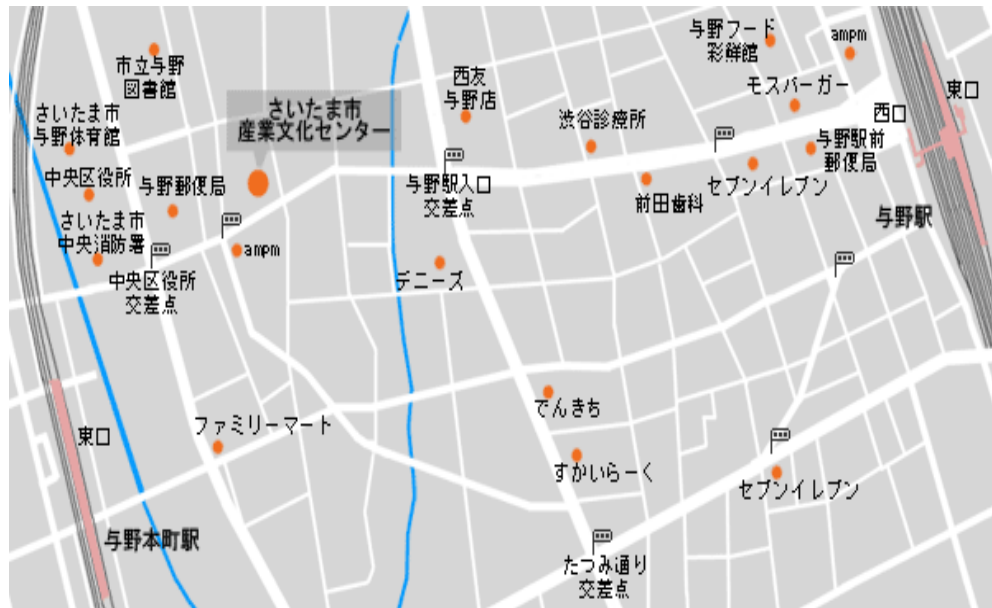 市立与野
図書館
さいたま市
与野体育館
中央区役所
さいたま市
中央消防署
与野郵便局
さいたま市
産業文化センター
中央区役所
交差点
ampm
西友
与野店
与野駅入口
交差点
デニーズ
渋谷診療所
前田歯科
与野フード
彩鮮館
ampm
モスバーガー
セブンイレブン
与野駅前
郵便局
西口
東口
与野駅
ファミリーマート
東口
与野本町駅
でんきち
すかいらーく
たつみ通り
交差点
セブンイレブン